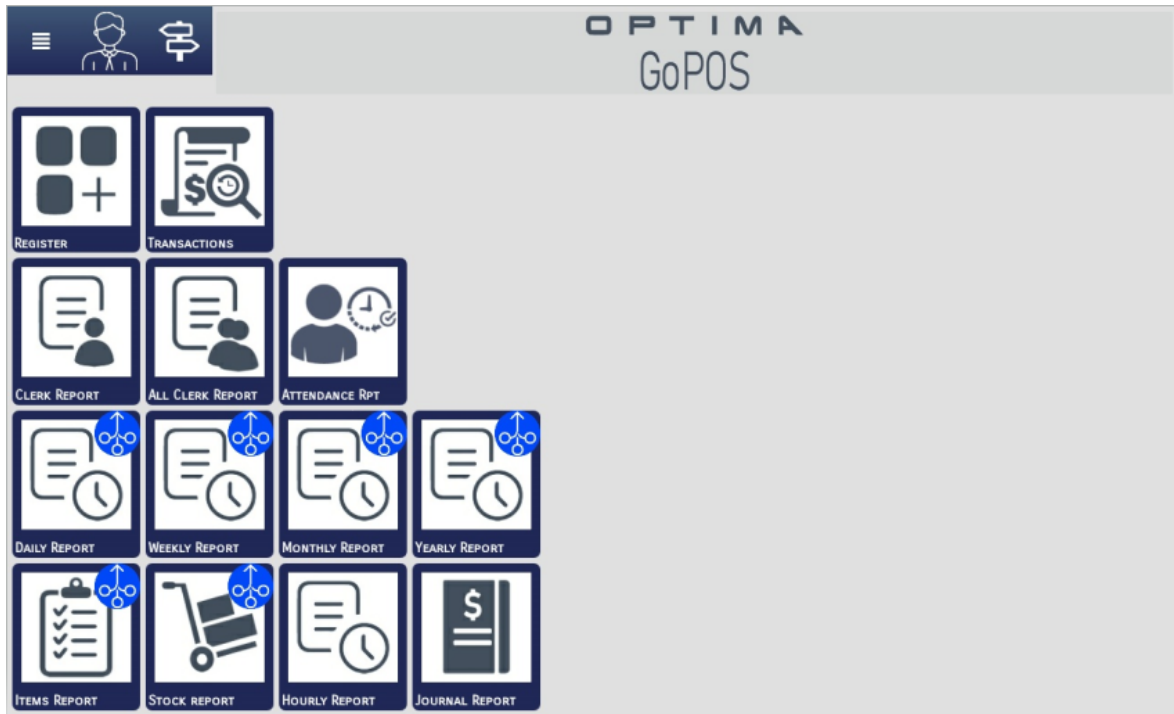 OPTIMA
GoPOS
REGISTER
TRANSACTIONS
CLERK REPORT
ALL CLERK REPORT
ATTENDANCE RPT
DAILY REPORT
WEEKLY REPORT
MONTHLY REPORT
YEARLY REPORT
ITEMS REPORT
STOCK REPORT
HOURLY REPORT
JOURNAL REPORT